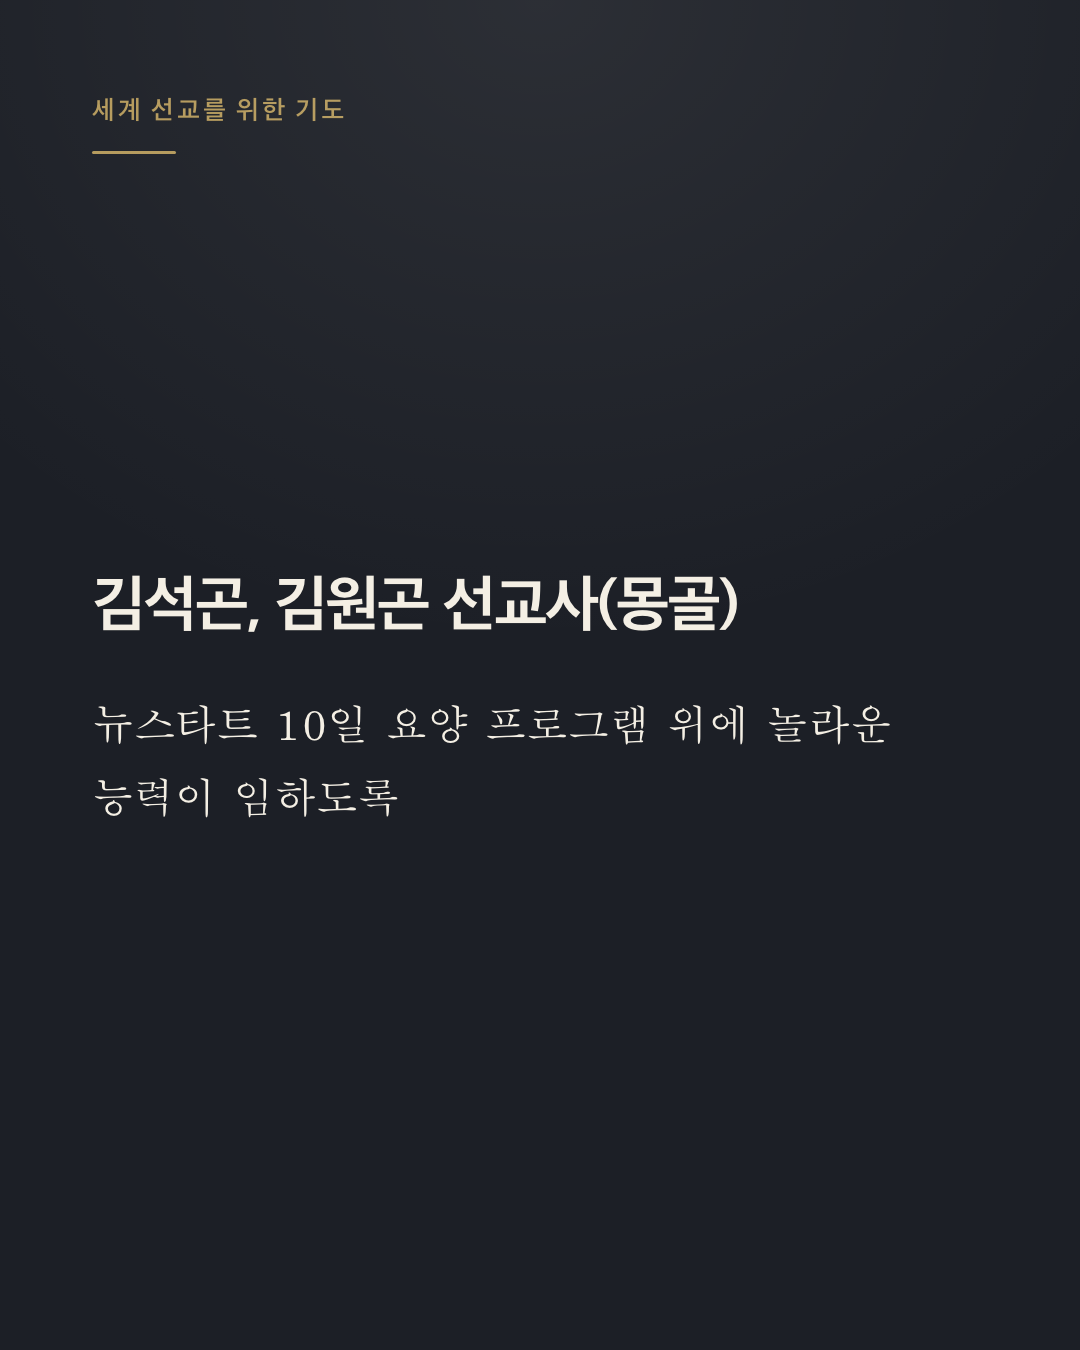 세계 선교를 위한 기도
김석곤, 김원곤 선교사(몽골)
뉴스타트 10일 요양 프로그램 위에 놀라운
능력이 임하도록